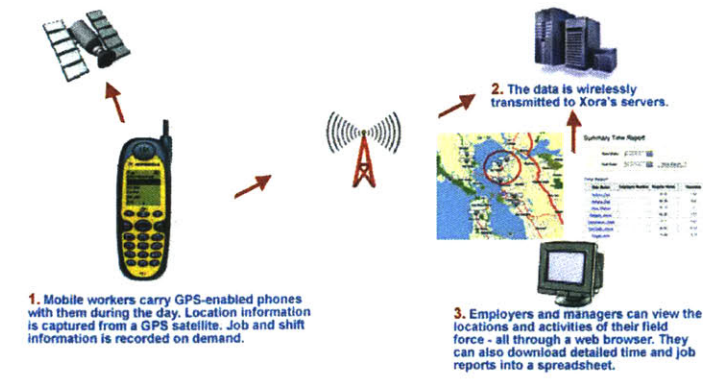 2. The data is wirelessly
transmitted to Xora's servers.
Summary Time Report
1. Mobile workers carry GPS-enabled phones
with them during the day. Location information
is captured from a GPS satellite. Job and shift
information is recorded on demand.
3. Employers and managers can view the
locations and activities of their field
force - all through a web browser. They
can also download detailed time and job
reports into a spreadsheet.